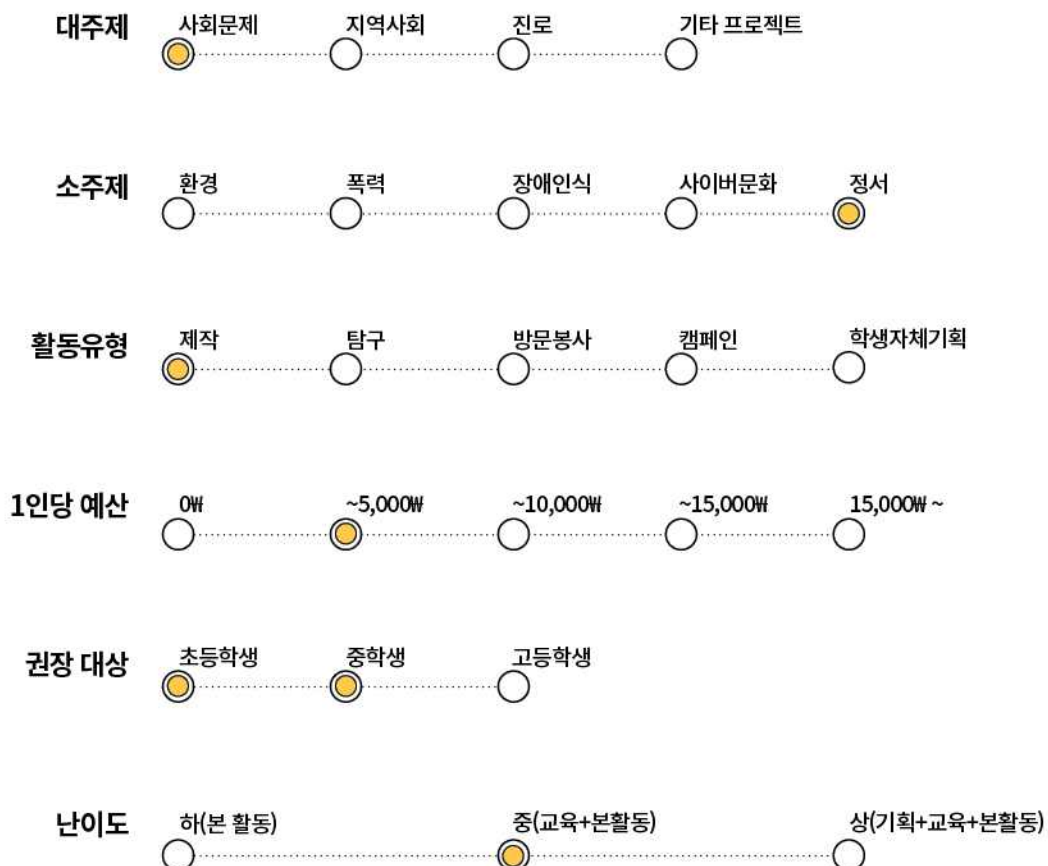 대주제 사회문제 지역사회 진로 기타 프로젝트
소주제 환경 폭력 장애인식 사이버문화 정서
활동유형 제작 탐구 방문봉사 캠페인 학생자체기획
1인당 예산 0₩ ~5,000₩ ~10,000₩ ~15,000₩ 15,000₩ ~
권장 대상 초등학생 중학생 고등학생
난이도 하(본 활동) 중(교육+본활동) 상(기획+교육+본활동)